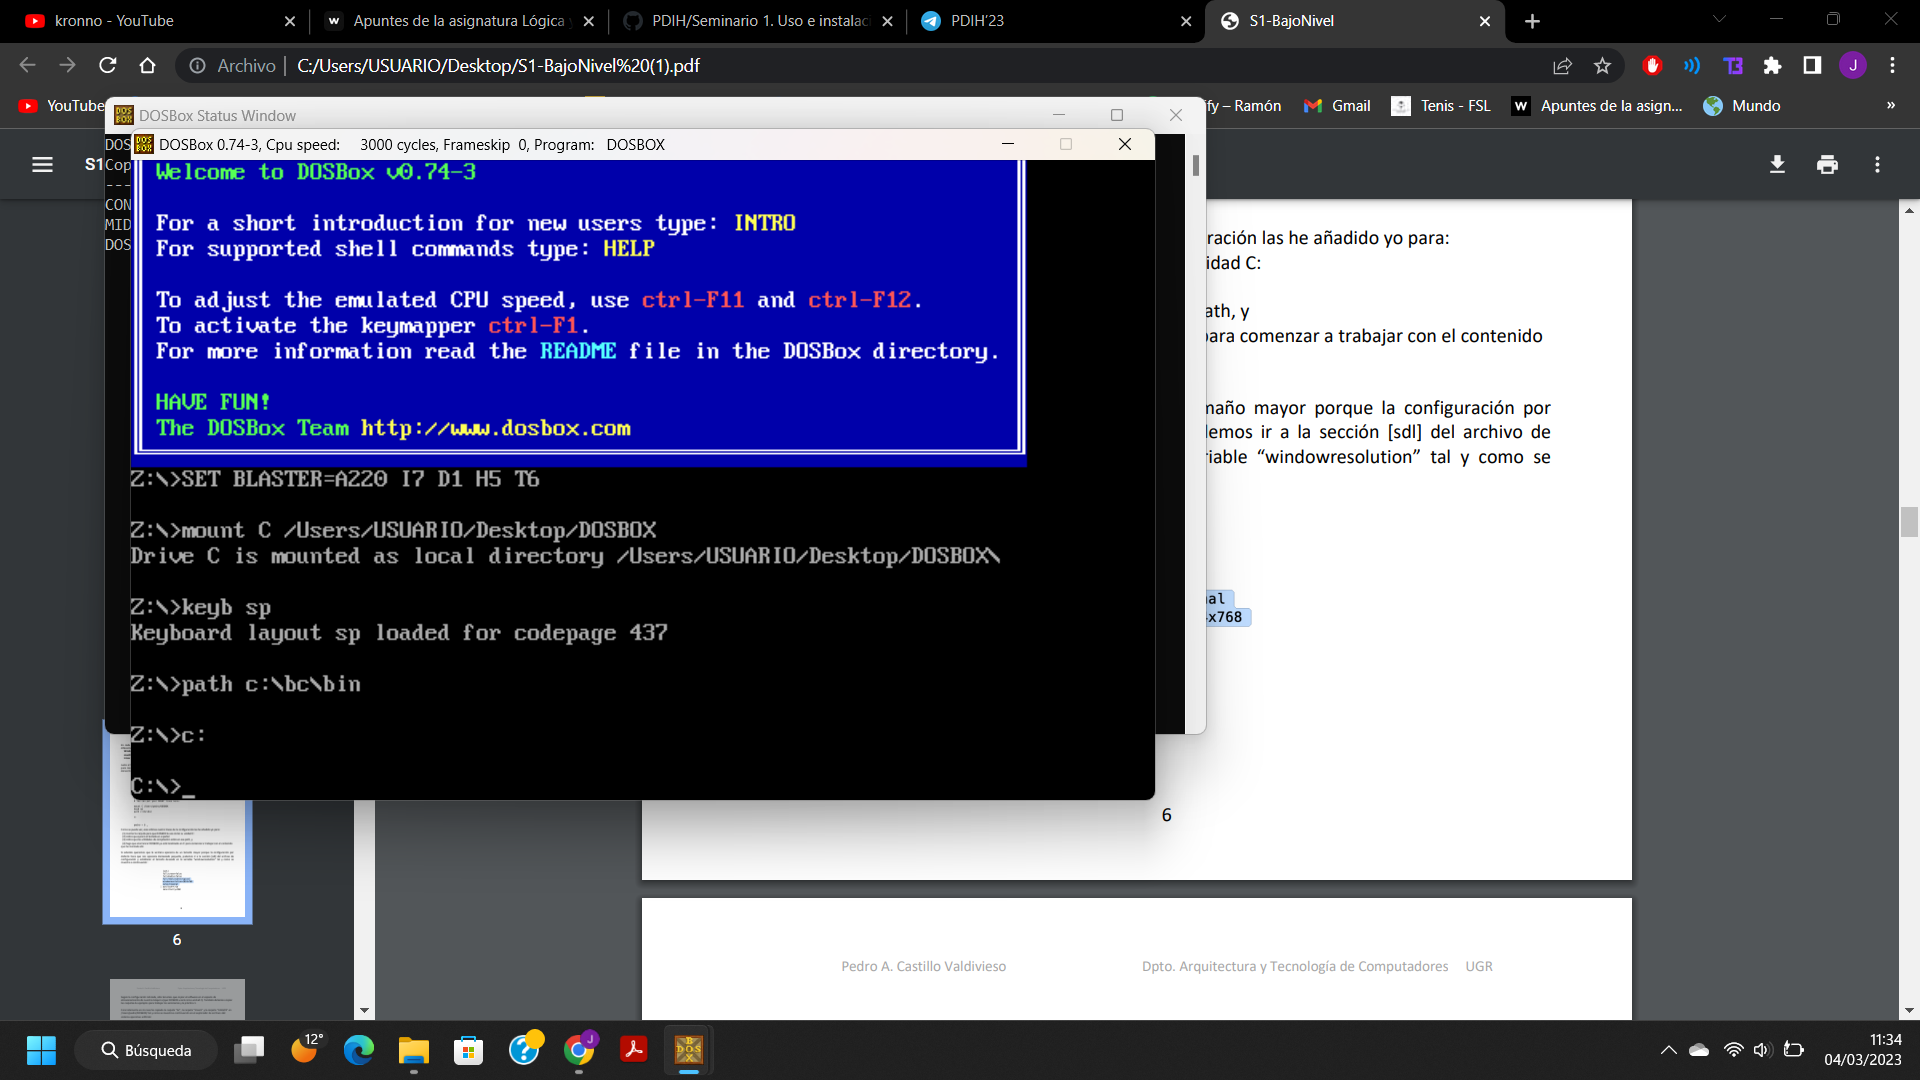 kronno - YouTube
Apuntes de la asignatura Lógica y
PDIH/Seminario 1. Uso e instalac
PDIH'23
S1-BajoNivel
Archivo
C:/Users/USUARIO/Desktop/S1-BajoNivel%20(1).pdf
J
YouTube
ify – Ramón
Gmail
Tenis - FSL
Apuntes de la asign...
Mundo
»
DOSBox Status Window
S1
DOS
Cop
---
CON
MID
DOS
DOSBox 0.74-3, Cpu speed: 3000 cycles, Frameskip 0, Program: DOSBOX
Welcome to DOSBox v0.74-3
For a short introduction for new users type: INTRO
For supported shell commands type: HELP
To adjust the emulated CPU speed, use ctrl-F11 and ctrl-F12.
To activate the keymapper ctrl-F1.
For more information read the README file in the DOSBox directory.
HAVE FUN!
The DOSBox Team http://www.dosbox.com
Z:\>SET BLASTER=A220 I7 D1 H5 T6
Z:\>mount C /Users/USUARIO/Desktop/DOSBOX
Drive C is mounted as local directory /Users/USUARIO/Desktop/DOSBOX\
Z:\>keyb sp
Keyboard layout sp loaded for codepage 437
Z:\>path c:\bc\bin
Z:\>c:
C:\>_
ración las he añadido yo para:
idad C:
ath, y
para comenzar a trabajar con el contenido
maño mayor porque la configuración por
lemos ir a la sección [sdl] del archivo de
riable “windowresolution” tal y como se
al
x768
6
6
Pedro A. Castillo Valdivieso
Dpto. Arquitectura y Tecnología de Computadores UGR
Búsqueda
12°
11:34
04/03/2023